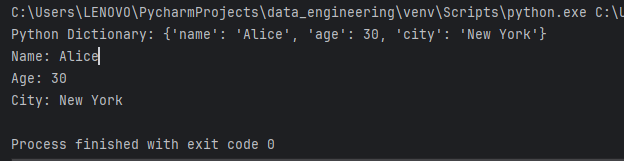 C:\Users\LENOVO\PycharmProjects\data_engineering\venv\Scripts\python.exe C:\
Python Dictionary: {'name': 'Alice', 'age': 30, 'city': 'New York'}
Name: Alice
Age: 30
City: New York
Process finished with exit code 0